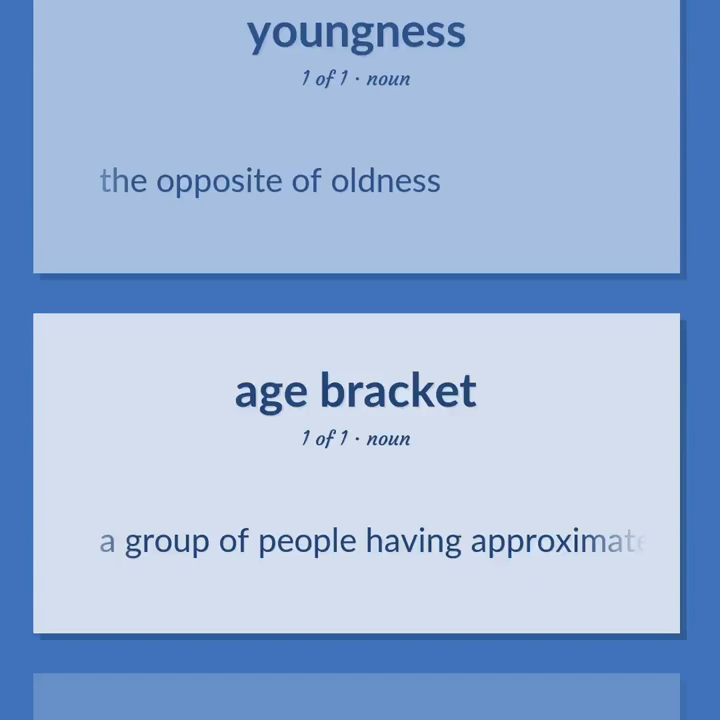 youngness
1 of 1 · noun
the opposite of oldness
age bracket
1 of 1 · noun
a group of people having approximate